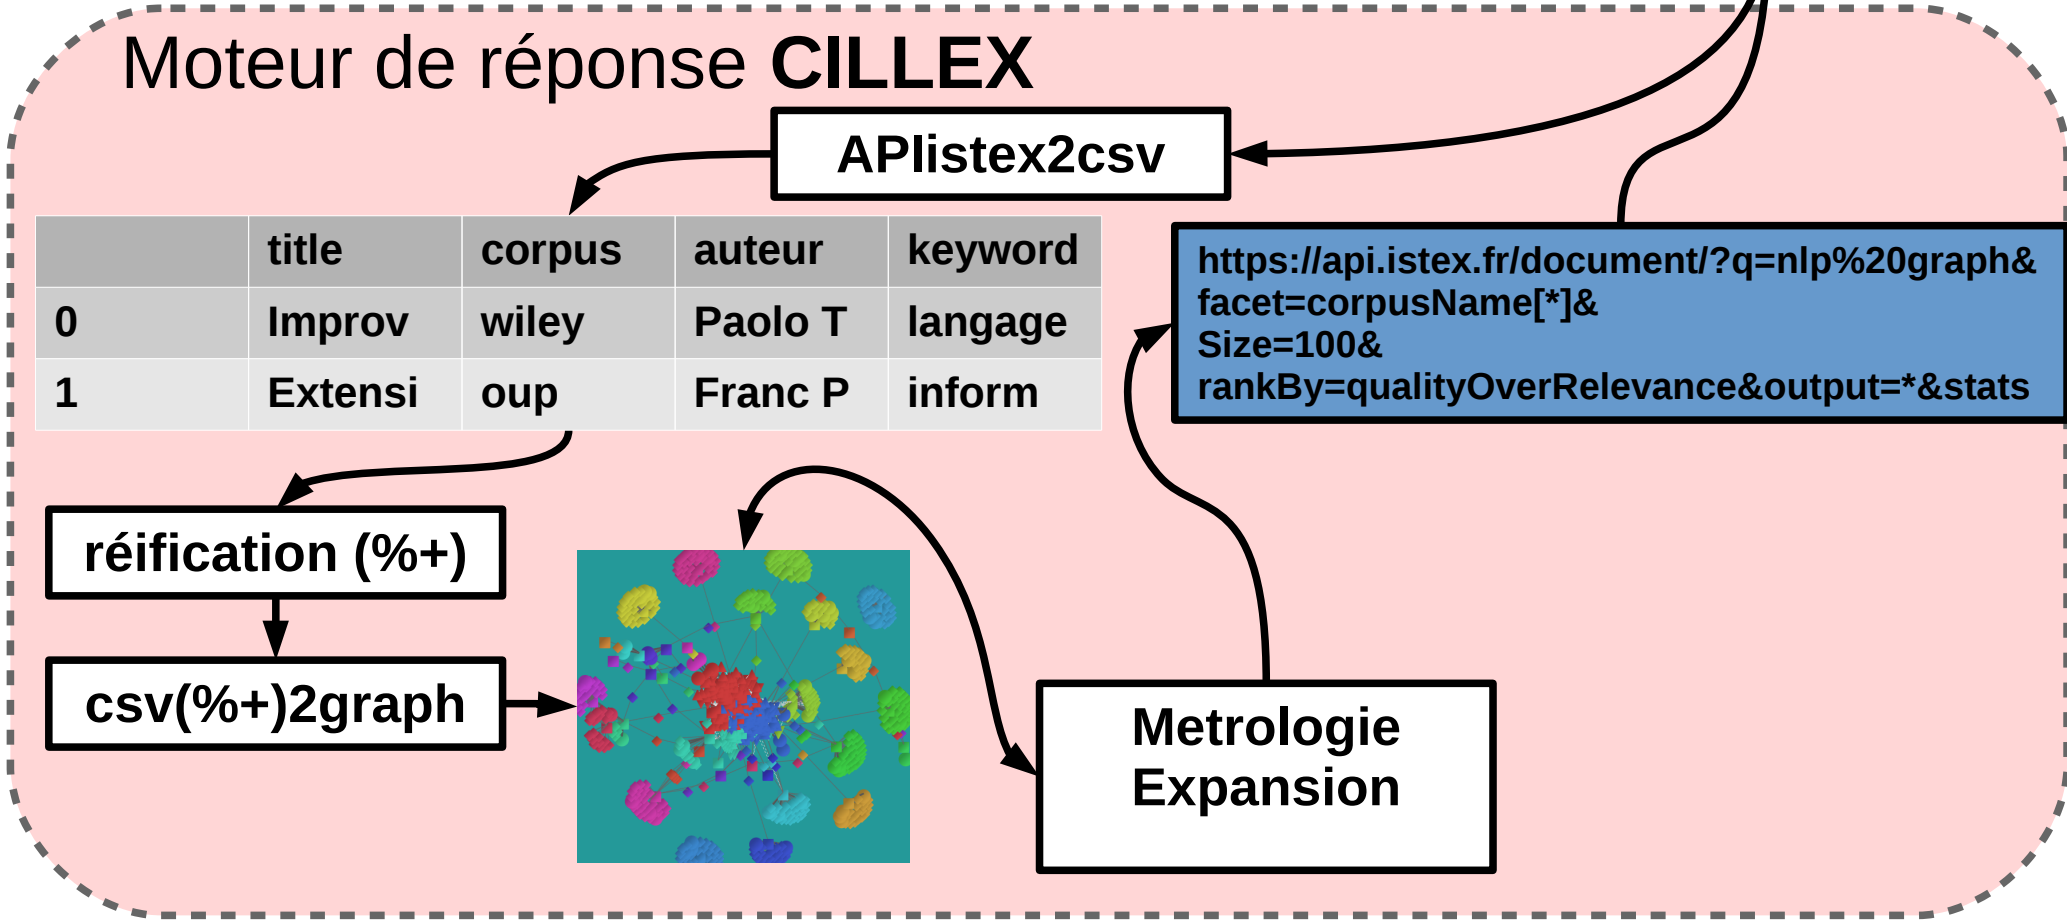 Moteur de réponse CILLEX
APIistex2csv
title corpus auteur keyword
0 Improv wiley Paolo T langage
1 Extensi oup Franc P inform
https://api.istex.fr/document/?q=nlp%20graph&
facet=corpusName[*]&
Size=100&
rankBy=qualityOverRelevance&output=*&stats
réification (%+)
csv(%+)2graph
Metrologie
Expansion